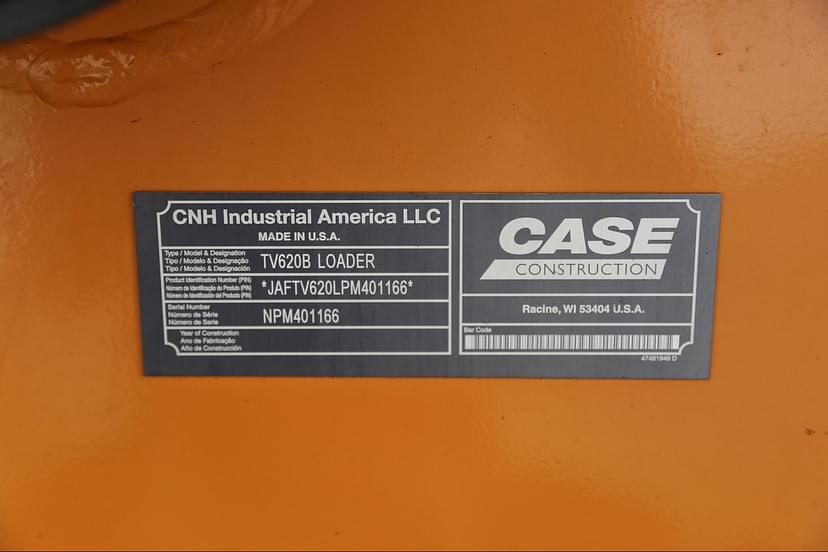 CNH Industrial America LLC
MADE IN U.S.A.
Type / Model & Designation
Tipo / Modelo & Designação
Tipo / Modelo & Designación
TV620B LOADER
Product Identification Number (PIN)
Número de Identificação do Produto (PIN)
Número de Identificación del Producto (PIN)
*JAFTV620LPM401166*
Serial Number
Número de Série
Número de Serie
NPM401166
Year of Construction
Ano de Fabricação
Año de Construcción
CASE
CONSTRUCTION
Racine, WI 53404 U.S.A.
Bar Code
47481949 D